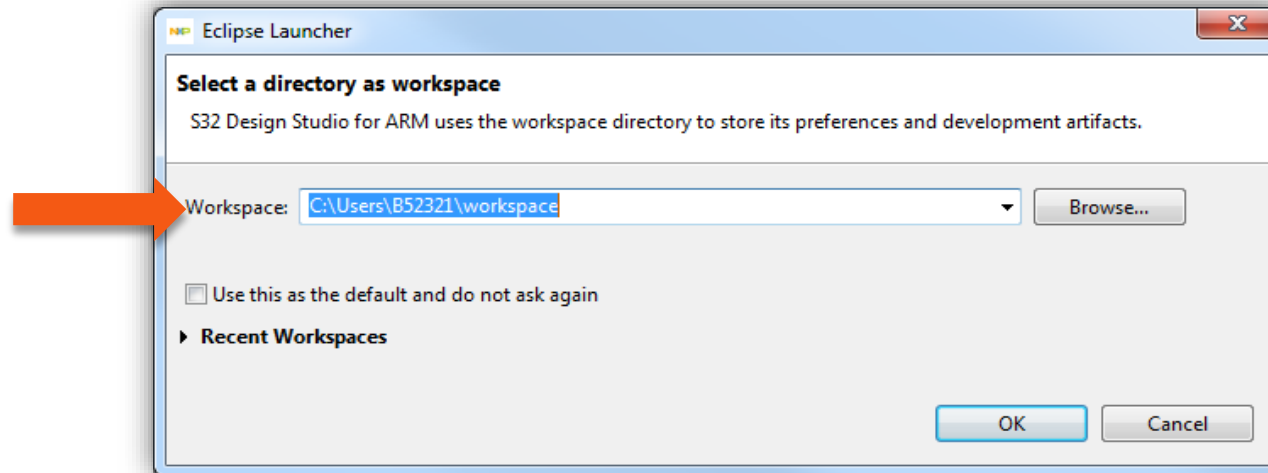 NXP Eclipse Launcher
Select a directory as workspace
S32 Design Studio for ARM uses the workspace directory to store its preferences and development artifacts.
Workspace: C:\Users\B52321\workspace Browse...
Use this as the default and do not ask again
Recent Workspaces
OK Cancel